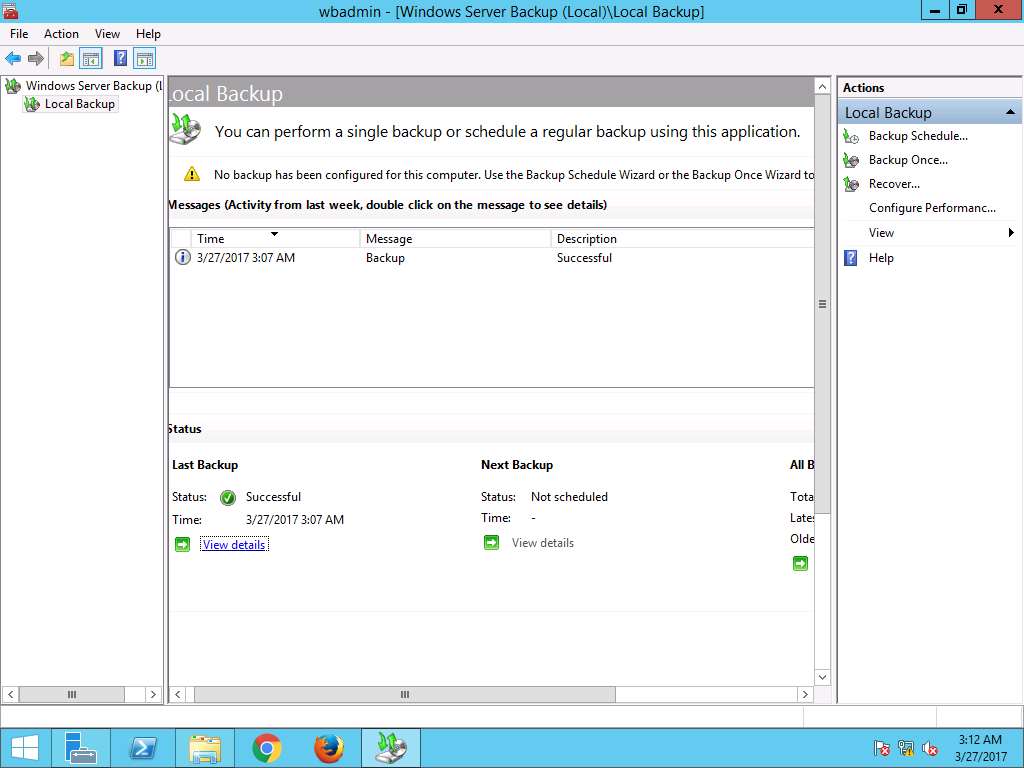 wbadmin - [Windows Server Backup (Local)\Local Backup]
File Action View Help
Windows Server Backup (L
Local Backup
Local Backup
You can perform a single backup or schedule a regular backup using this application.
No backup has been configured for this computer. Use the Backup Schedule Wizard or the Backup Once Wizard to
Messages (Activity from last week, double click on the message to see details)
Time Message Description
3/27/2017 3:07 AM Backup Successful
Status
Last Backup
Status: Successful
Time: 3/27/2017 3:07 AM
View details
Next Backup
Status: Not scheduled
Time: -
View details
All B
Tota
Lates
Olde
Actions
Local Backup
Backup Schedule...
Backup Once...
Recover...
Configure Performanc...
View
Help
3:12 AM
3/27/2017